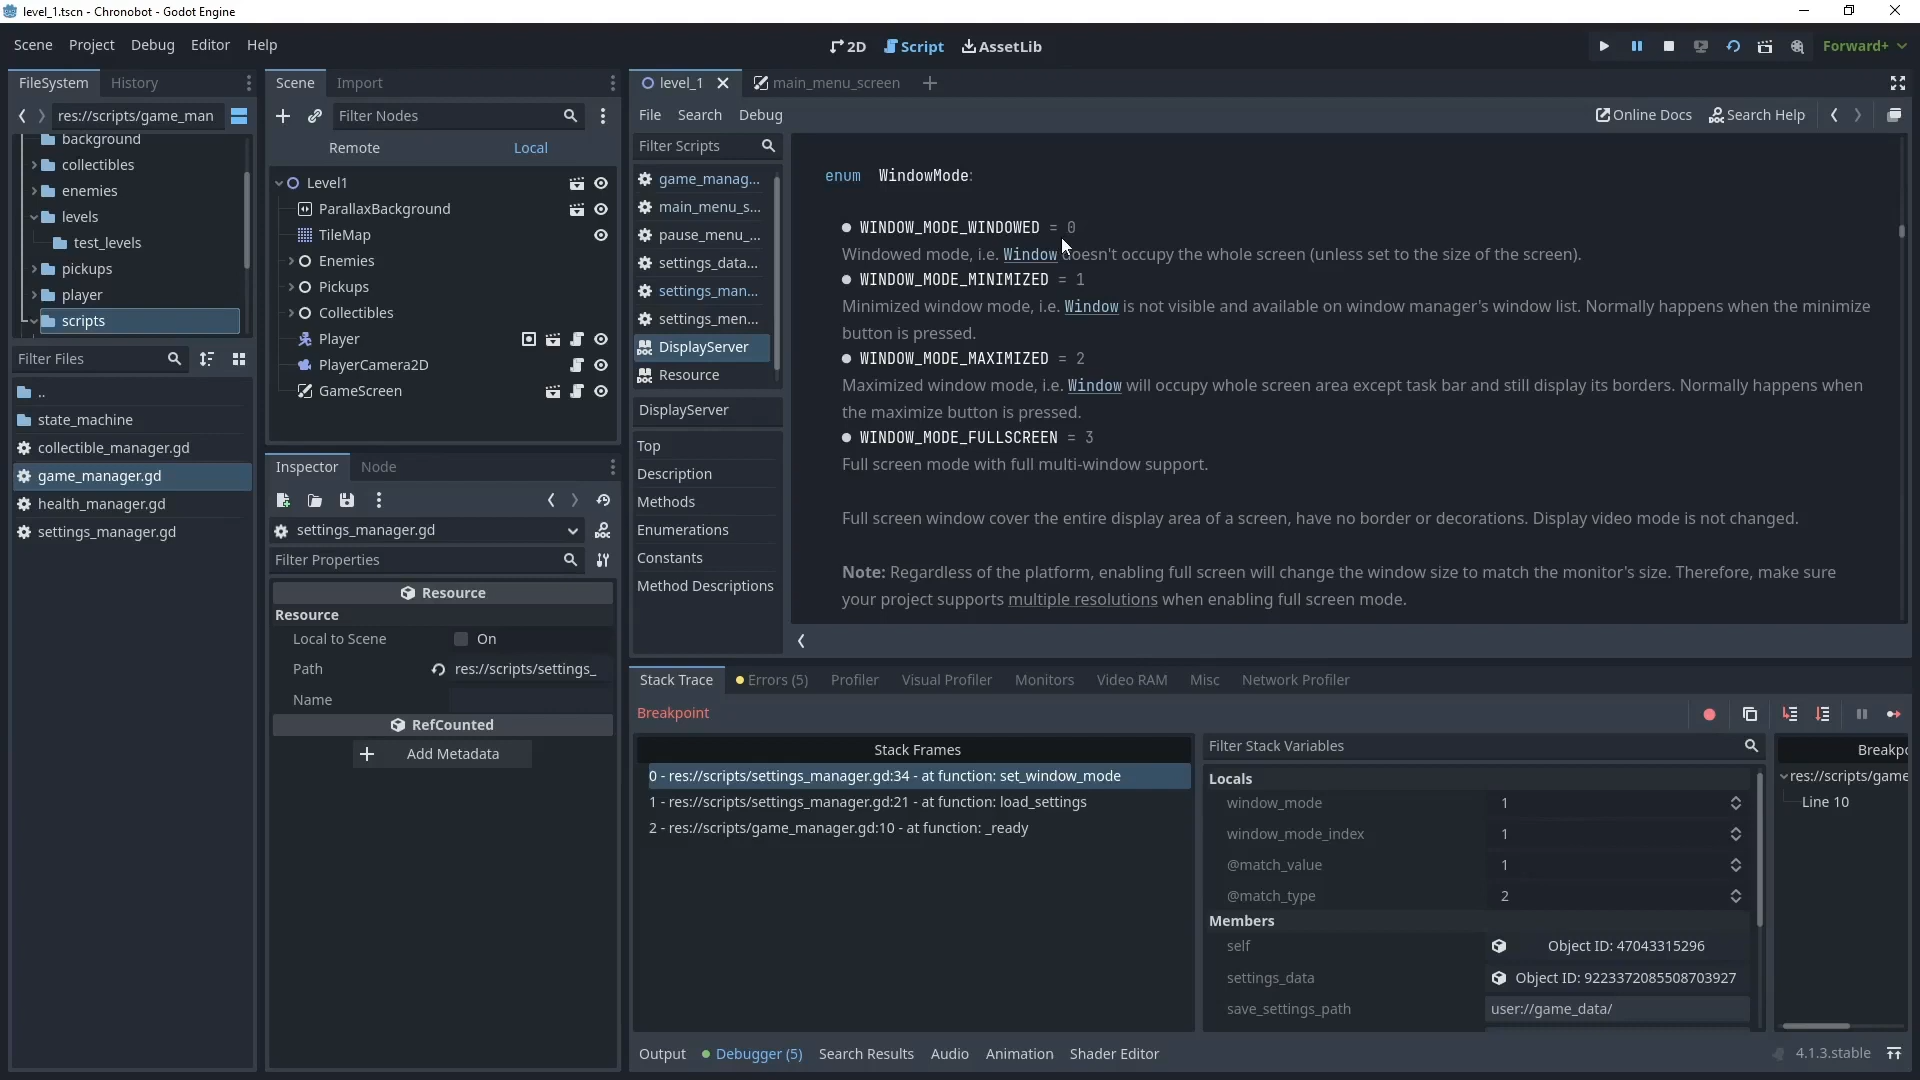 level_1.tscn - Chronobot - Godot Engine
Scene Project Debug Editor Help
2D Script AssetLib
Forward+
FileSystem History
res://scripts/game_man
background
collectibles
enemies
levels
test_levels
pickups
player
scripts
Filter Files
..
state_machine
collectible_manager.gd
game_manager.gd
health_manager.gd
settings_manager.gd
Scene Import
Filter Nodes
Remote Local
Level1
ParallaxBackground
TileMap
Enemies
Pickups
Collectibles
Player
PlayerCamera2D
GameScreen
Inspector Node
settings_manager.gd
Filter Properties
Resource
Resource
Local to Scene On
Path res://scripts/settings_
Name
RefCounted
Add Metadata
level_1 main_menu_screen
File Search Debug
Online Docs Search Help
Filter Scripts
game_manag...
main_menu_s...
pause_menu_...
settings_data...
settings_man...
settings_men...
DisplayServer
Resource
DisplayServer
Top
Description
Methods
Enumerations
Constants
Method Descriptions
enum WindowMode:
● WINDOW_MODE_WINDOWED = 0
Windowed mode, i.e. Window doesn't occupy the whole screen (unless set to the size of the screen).
● WINDOW_MODE_MINIMIZED = 1
Minimized window mode, i.e. Window is not visible and available on window manager's window list. Normally happens when the minimize
button is pressed.
● WINDOW_MODE_MAXIMIZED = 2
Maximized window mode, i.e. Window will occupy whole screen area except task bar and still display its borders. Normally happens when
the maximize button is pressed.
● WINDOW_MODE_FULLSCREEN = 3
Full screen mode with full multi-window support.
Full screen window cover the entire display area of a screen, have no border or decorations. Display video mode is not changed.
Note: Regardless of the platform, enabling full screen will change the window size to match the monitor's size. Therefore, make sure
your project supports multiple resolutions when enabling full screen mode.
Stack Trace Errors (5) Profiler Visual Profiler Monitors Video RAM Misc Network Profiler
Breakpoint
Stack Frames
0 - res://scripts/settings_manager.gd:34 - at function: set_window_mode
1 - res://scripts/settings_manager.gd:21 - at function: load_settings
2 - res://scripts/game_manager.gd:10 - at function: _ready
Filter Stack Variables
Locals
window_mode 1
window_mode_index 1
@match_value 1
@match_type 2
Members
self Object ID: 47043315296
settings_data Object ID: 9223372085508703927
save_settings_path user://game_data/
Breakpo
res://scripts/game
Line 10
Output Debugger (5) Search Results Audio Animation Shader Editor
4.1.3.stable